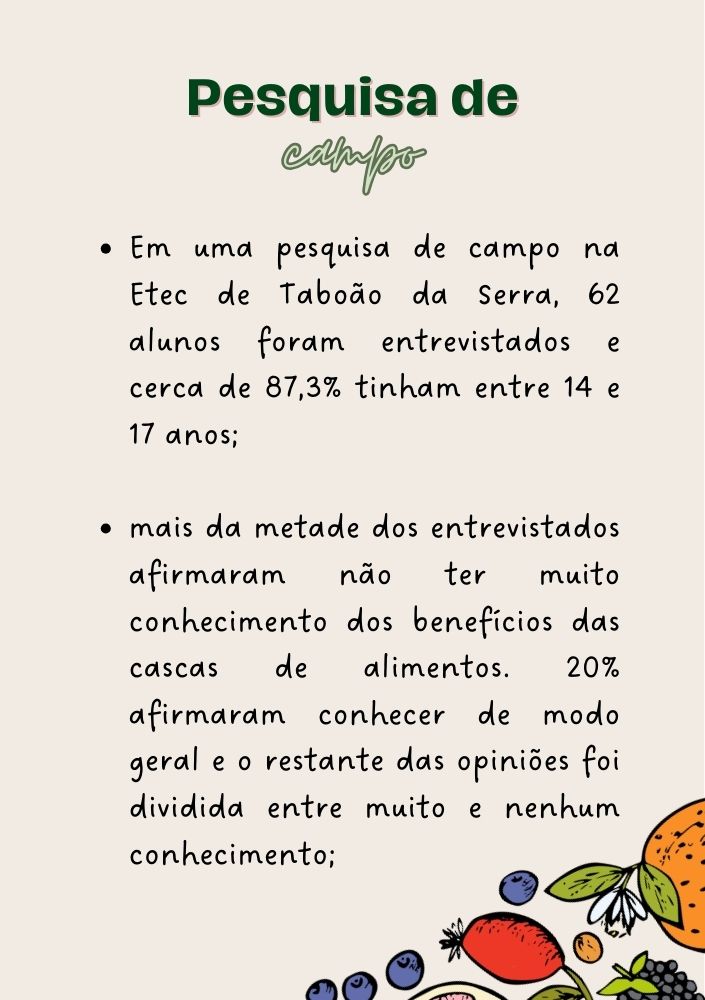 Pesquisa de
campo
• Em uma pesquisa de campo na
Etec de Taboão da Serra, 62
alunos foram entrevistados e
cerca de 87,3% tinham entre 14 e
17 anos;
• mais da metade dos entrevistados
afirmaram não ter muito
conhecimento dos benefícios das
cascas de alimentos. 20%
afirmaram conhecer de modo
geral e o restante das opiniões foi
dividida entre muito e nenhum
conhecimento;